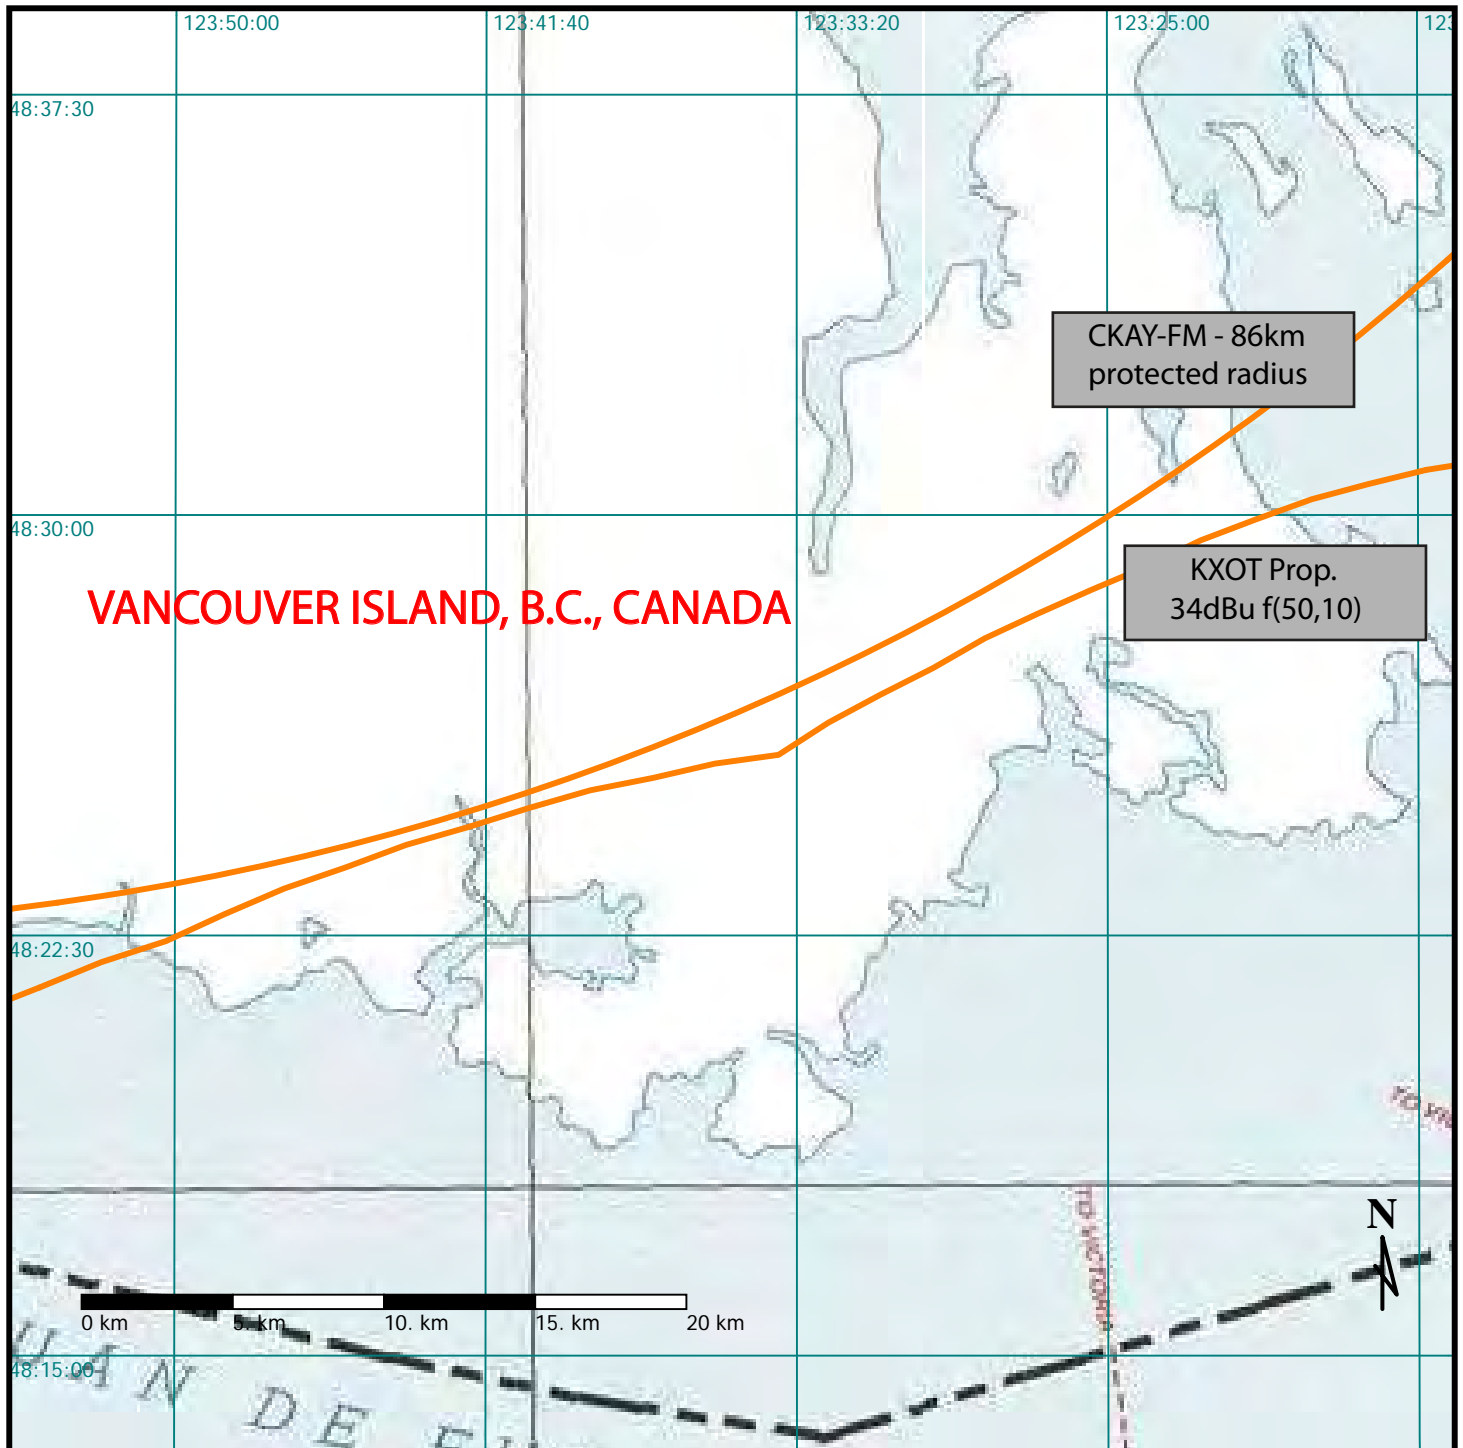 123:50:00
123:41:40
123:33:20
123:25:00
48:37:30
CKAY-FM - 86km
protected radius
48:30:00
KXOT Prop.
34dBu f(50,10)
VANCOUVER ISLAND, B.C., CANADA
48:22:30
N
TO VICTORIA
0 km
5. km
10. km
15. km
20 km
48:15:00
UAN DE